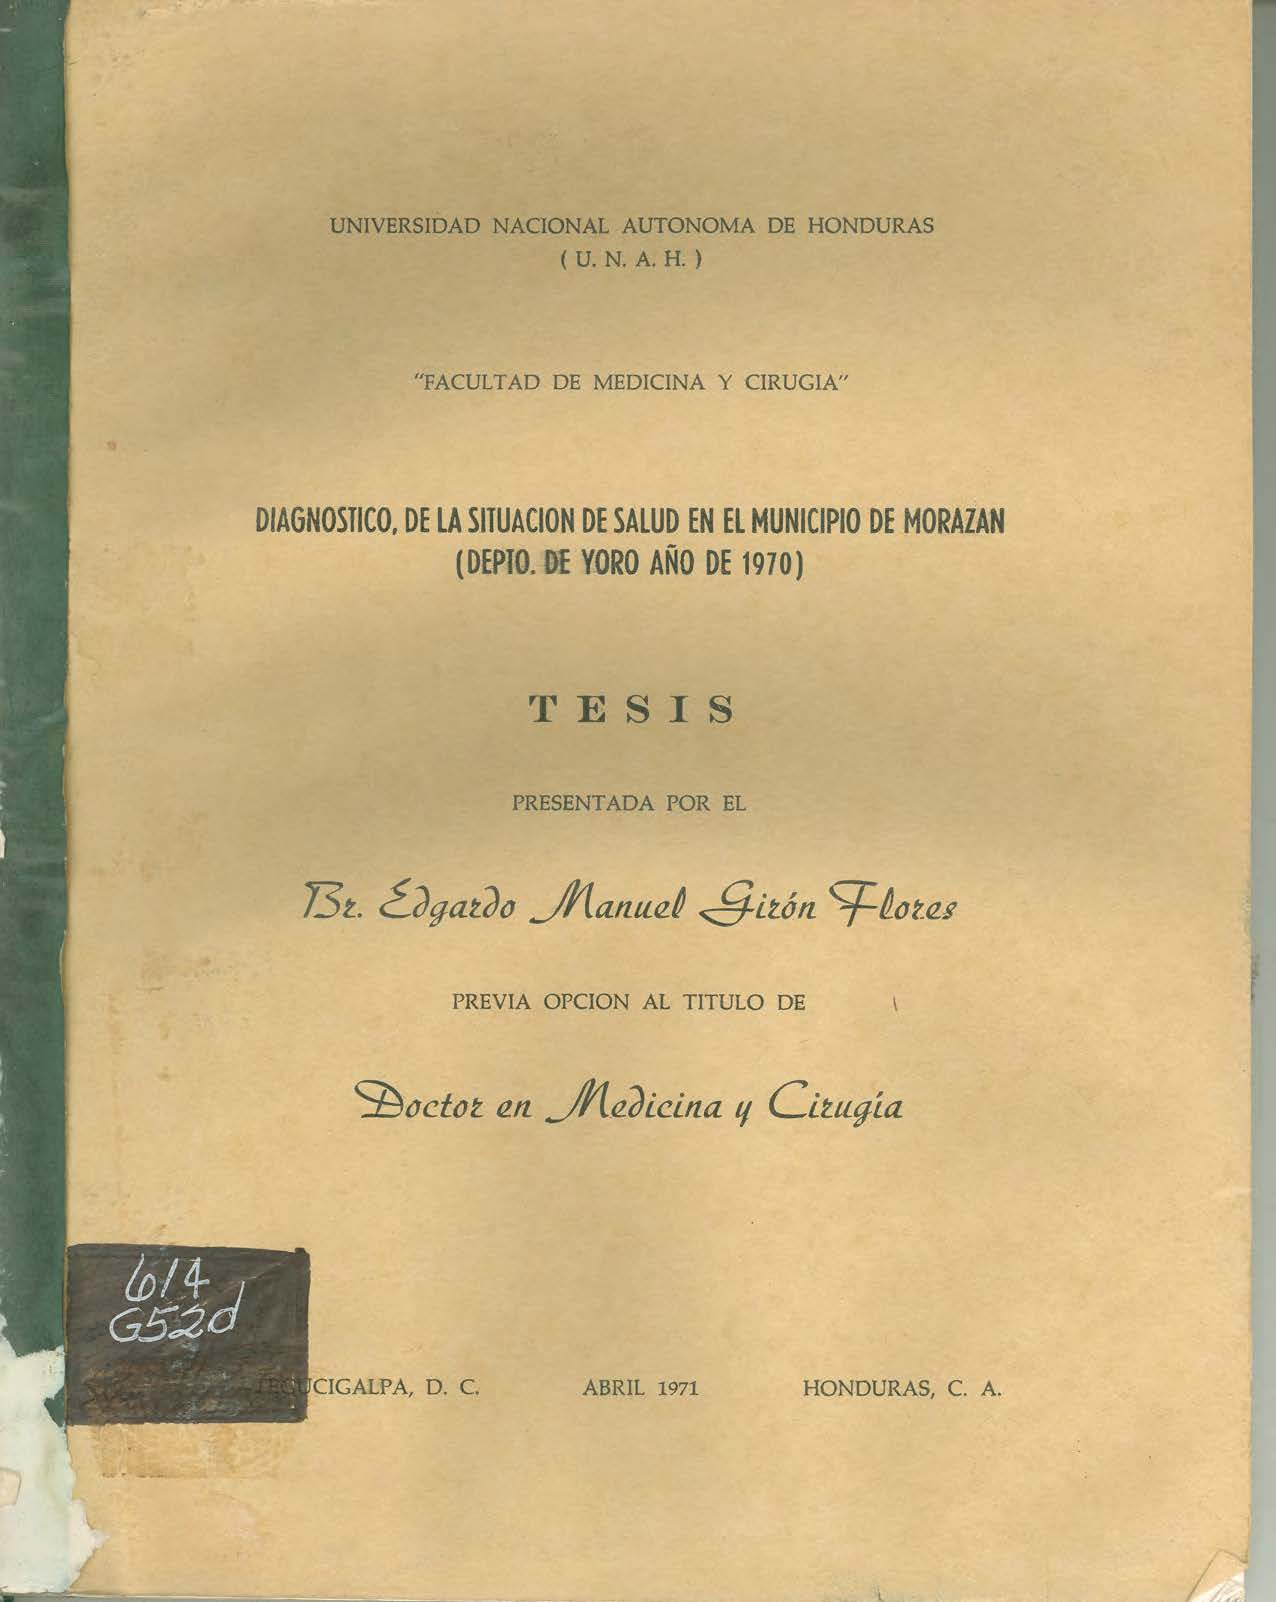 UNIVERSIDAD NACIONAL AUTONOMA DE HONDURAS
( U. N. A. H. )
"FACULTAD DE MEDICINA Y CIRUGIA"
DIAGNOSTICO, DE LA SITUACION DE SALUD EN EL MUNICIPIO DE MORAZAN
(DEPTO. DE YORO AÑO DE 1970)
TESIS
PRESENTADA POR EL
Br. Edgardo Manuel Girón Flores
PREVIA OPCION AL TITULO DE
Doctor en Medicina y Cirugía
614
G52d
TEGUCIGALPA, D. C. ABRIL 1971 HONDURAS, C. A.